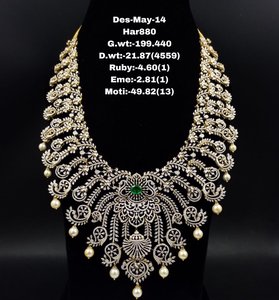 Des-May-14
Har880
G.wt:-199.440
D.wt:-21.87(4559)
Ruby:-4.60(1)
Eme:-2.81(1)
Moti:-49.82(13)